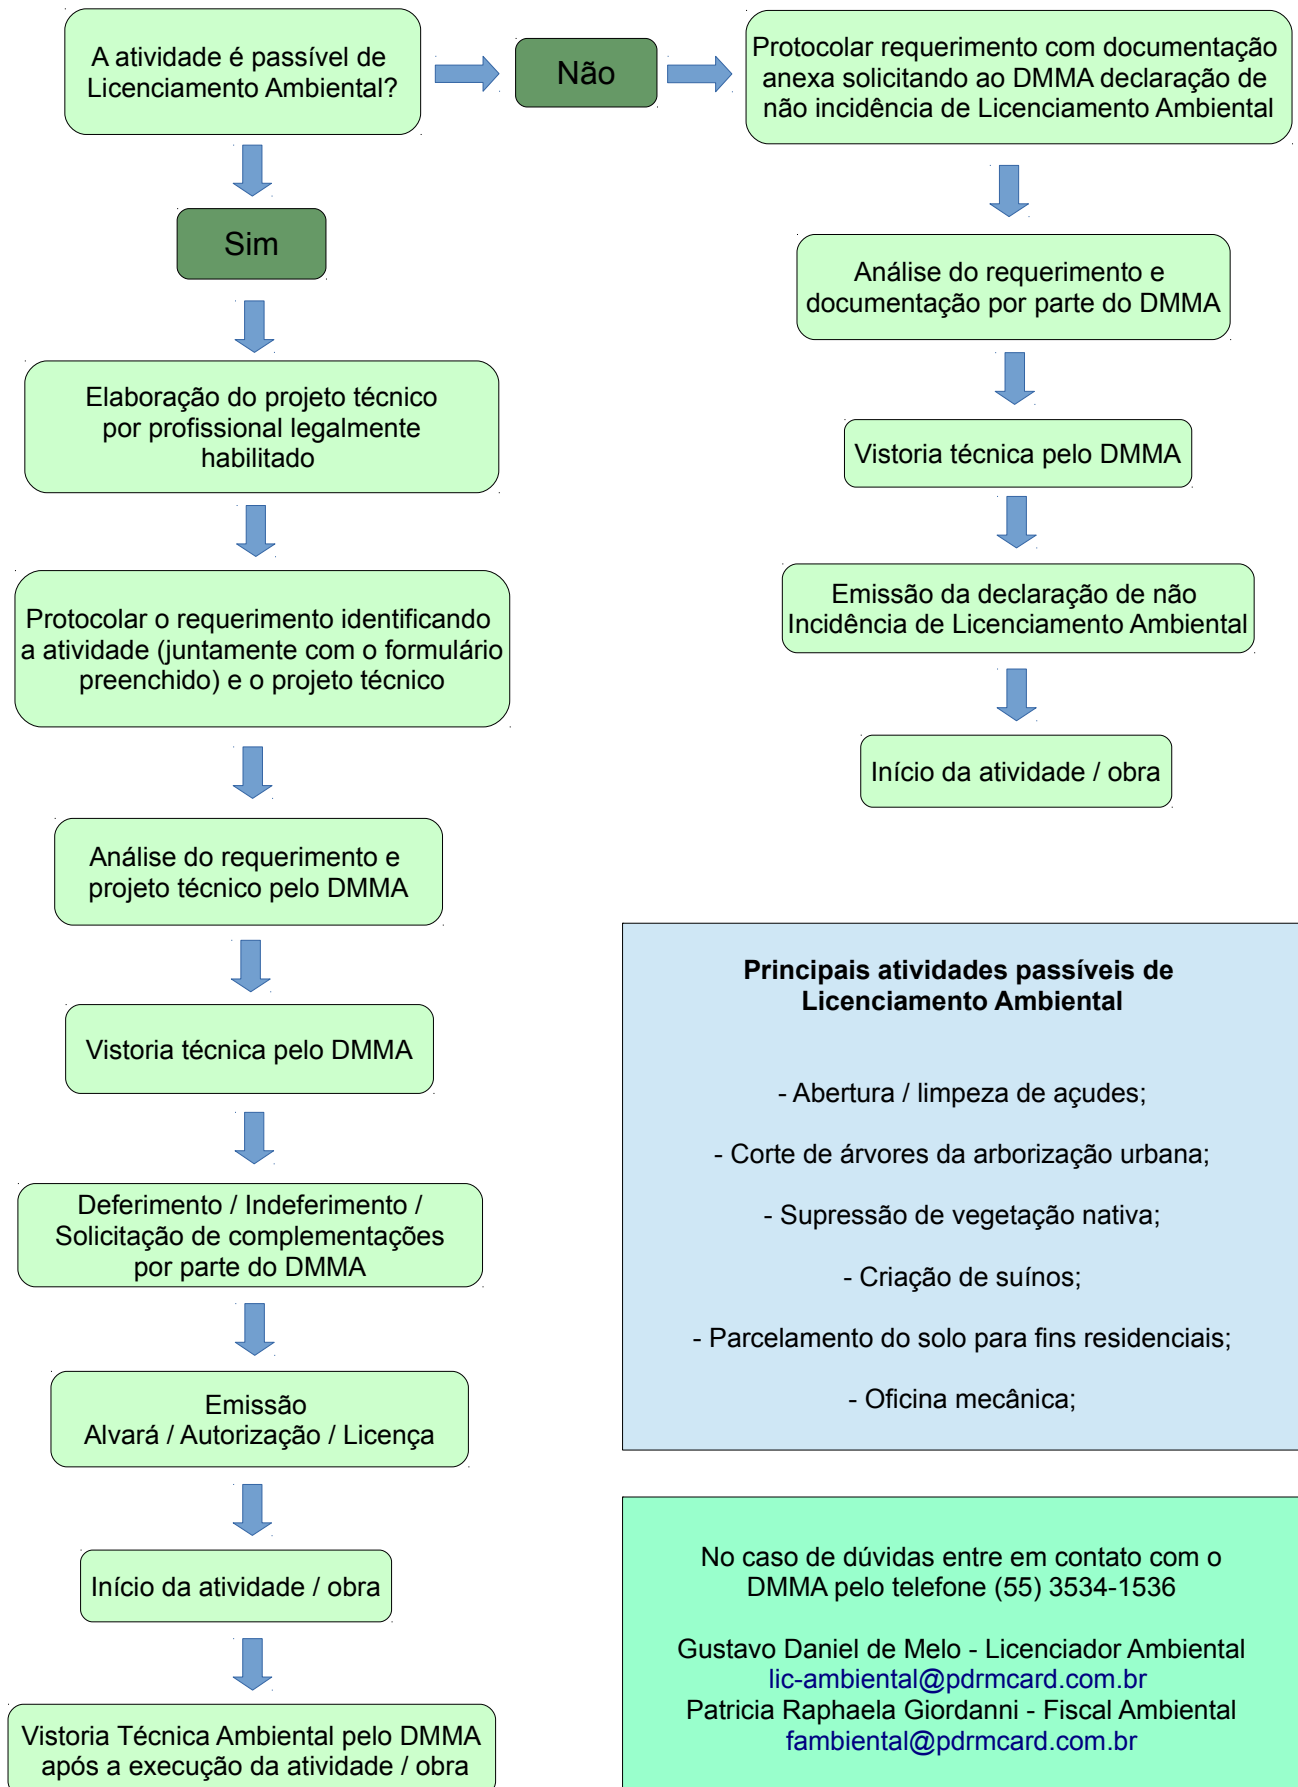 A atividade é passível de
Licenciamento Ambiental?
Não
Protocolar requerimento com documentação
anexa solicitando ao DMMA declaração de
não incidência de Licenciamento Ambiental
Sim
Análise do requerimento e
documentação por parte do DMMA
Elaboração do projeto técnico
por profissional legalmente
habilitado
Vistoria técnica pelo DMMA
Protocolar o requerimento identificando
a atividade (juntamente com o formulário
preenchido) e o projeto técnico
Emissão da declaração de não
Incidência de Licenciamento Ambiental
Início da atividade / obra
Análise do requerimento e
projeto técnico pelo DMMA
Vistoria técnica pelo DMMA
Deferimento / Indeferimento /
Solicitação de complementações
por parte do DMMA
Emissão
Alvará / Autorização / Licença
Início da atividade / obra
Vistoria Técnica Ambiental pelo DMMA
após a execução da atividade / obra
Principais atividades passíveis de
Licenciamento Ambiental
- Abertura / limpeza de açudes;
- Corte de árvores da arborização urbana;
- Supressão de vegetação nativa;
- Criação de suínos;
- Parcelamento do solo para fins residenciais;
- Oficina mecânica;
No caso de dúvidas entre em contato com o
DMMA pelo telefone (55) 3534-1536
Gustavo Daniel de Melo - Licenciador Ambiental
lic-ambiental@pdrmcard.com.br
Patricia Raphaela Giordanni - Fiscal Ambiental
fambiental@pdrmcard.com.br